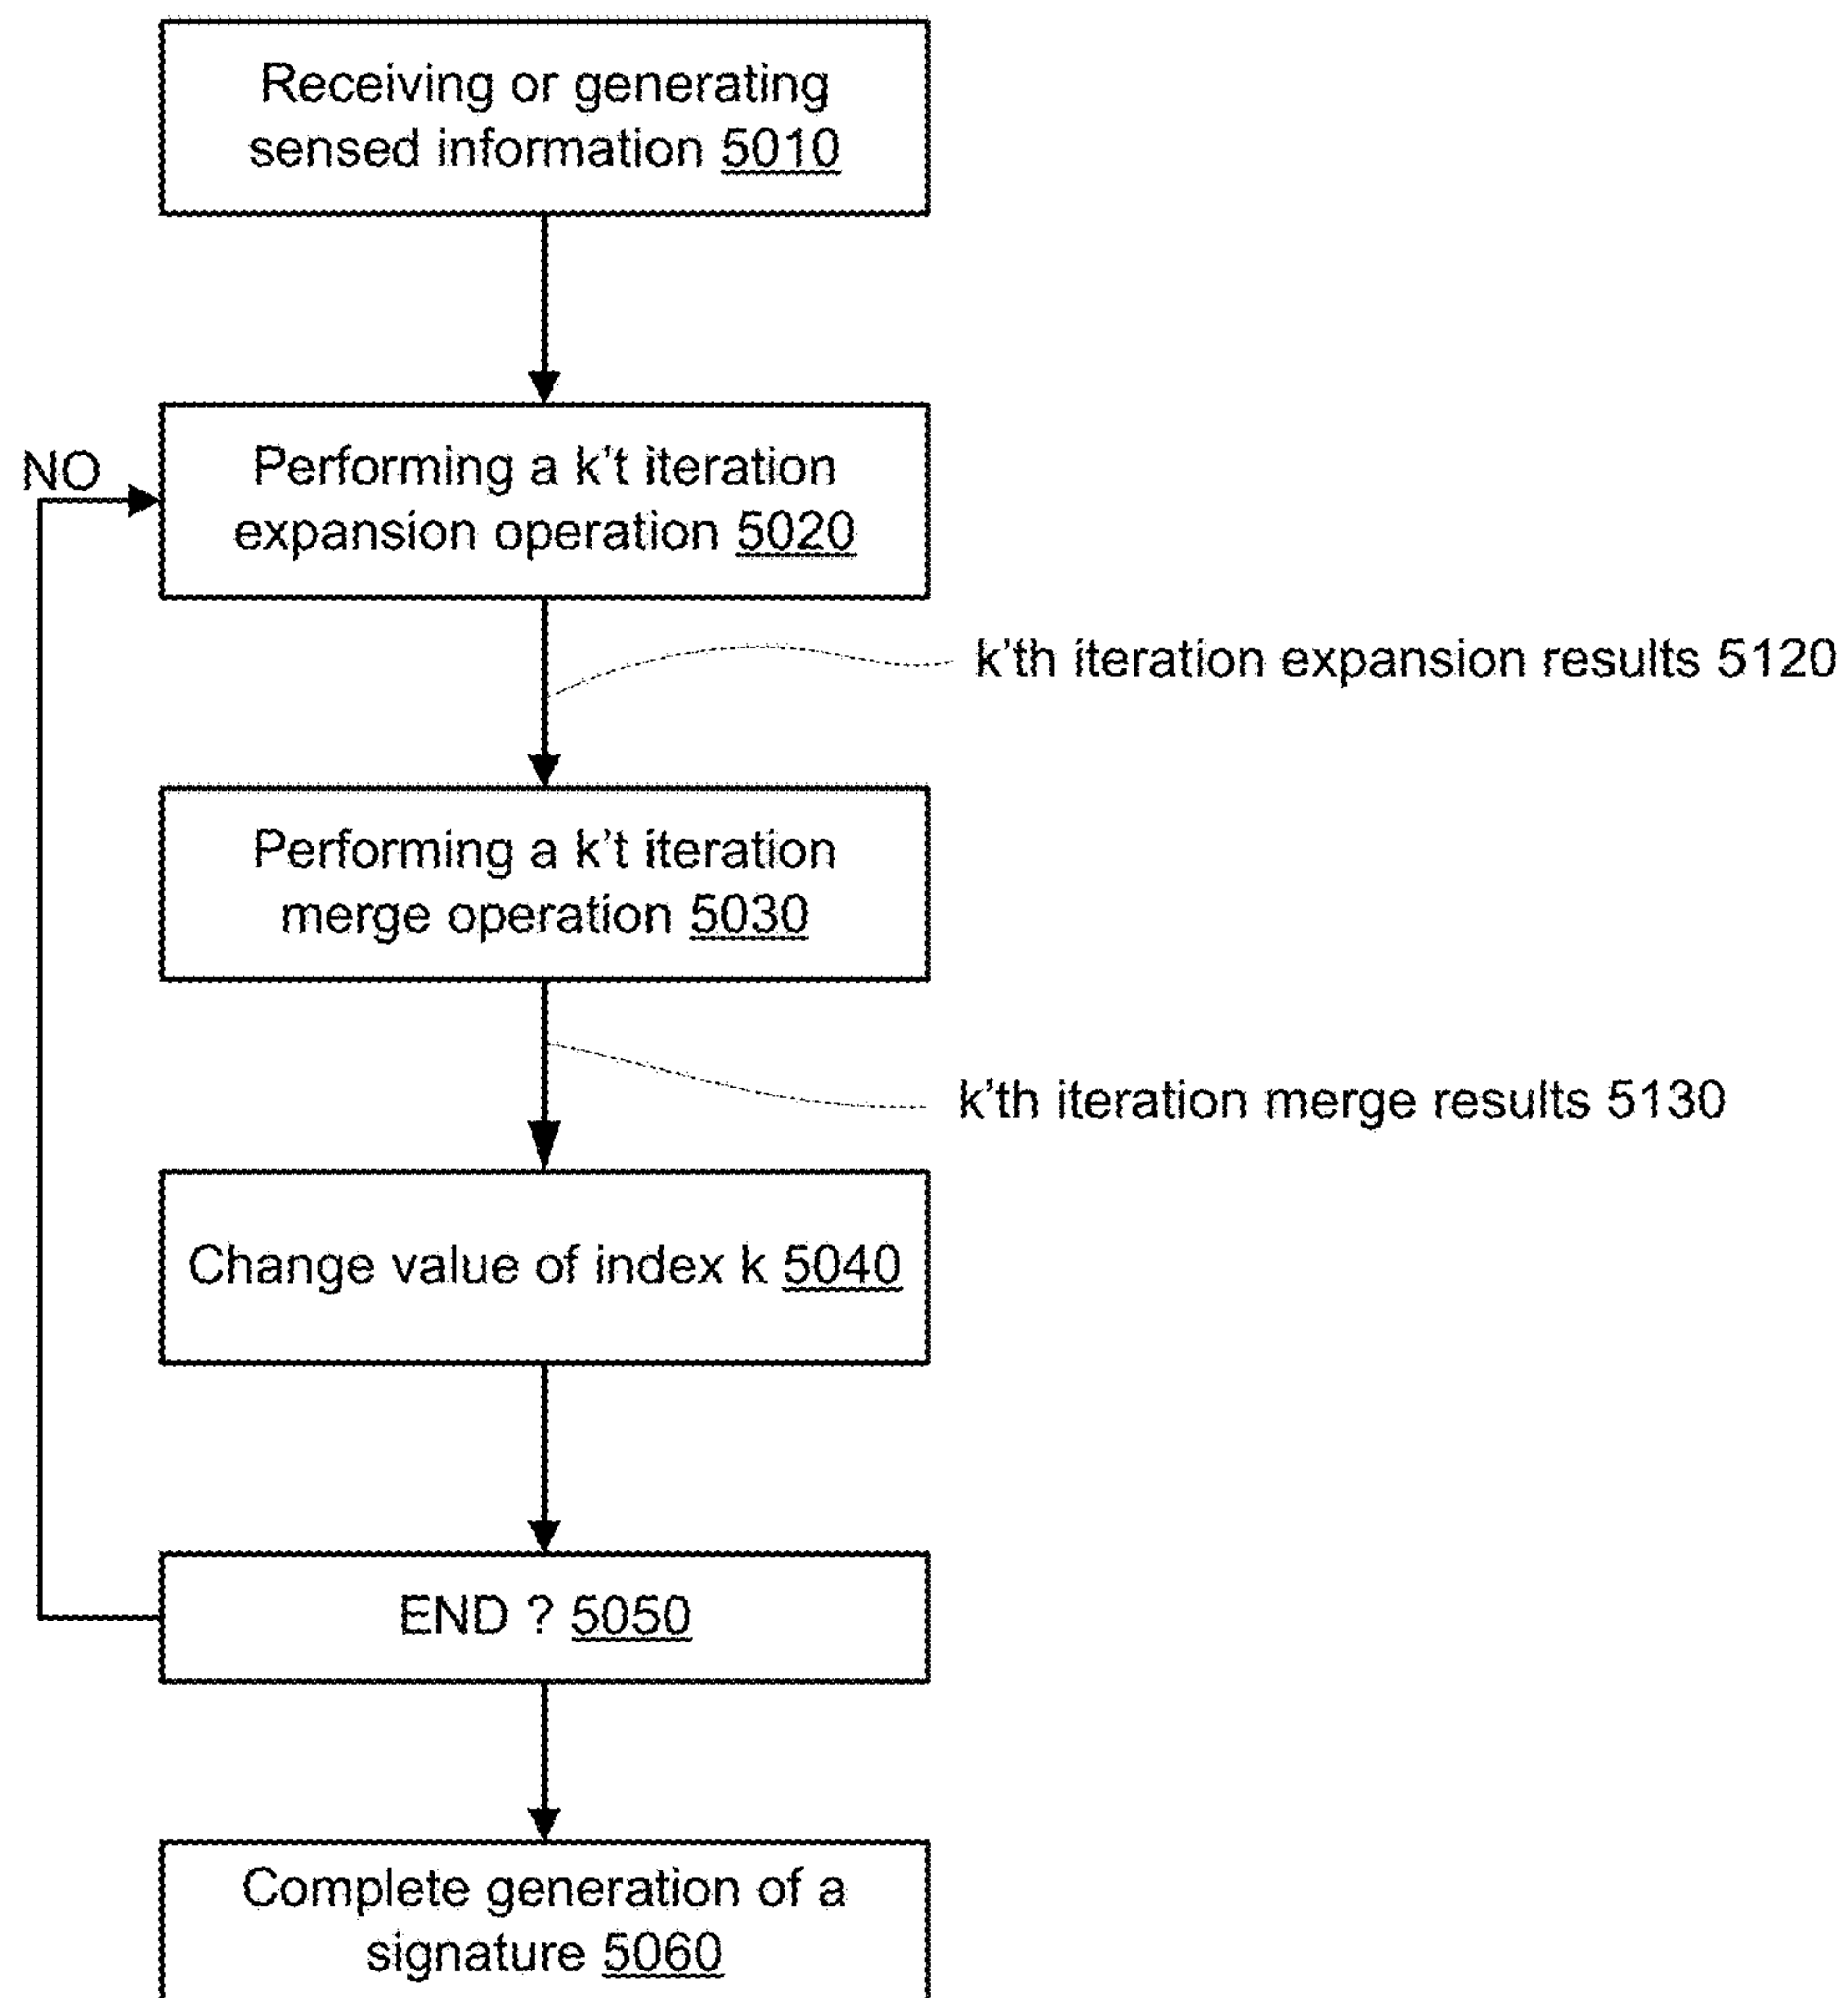 Receiving or generating
sensed information 5010
NO
Performing a k't iteration
expansion operation 5020
k'th iteration expansion results 5120
Performing a k't iteration
merge operation 5030
k'th iteration merge results 5130
Change value of index k 5040
END ? 5050
Complete generation of a
signature 5060